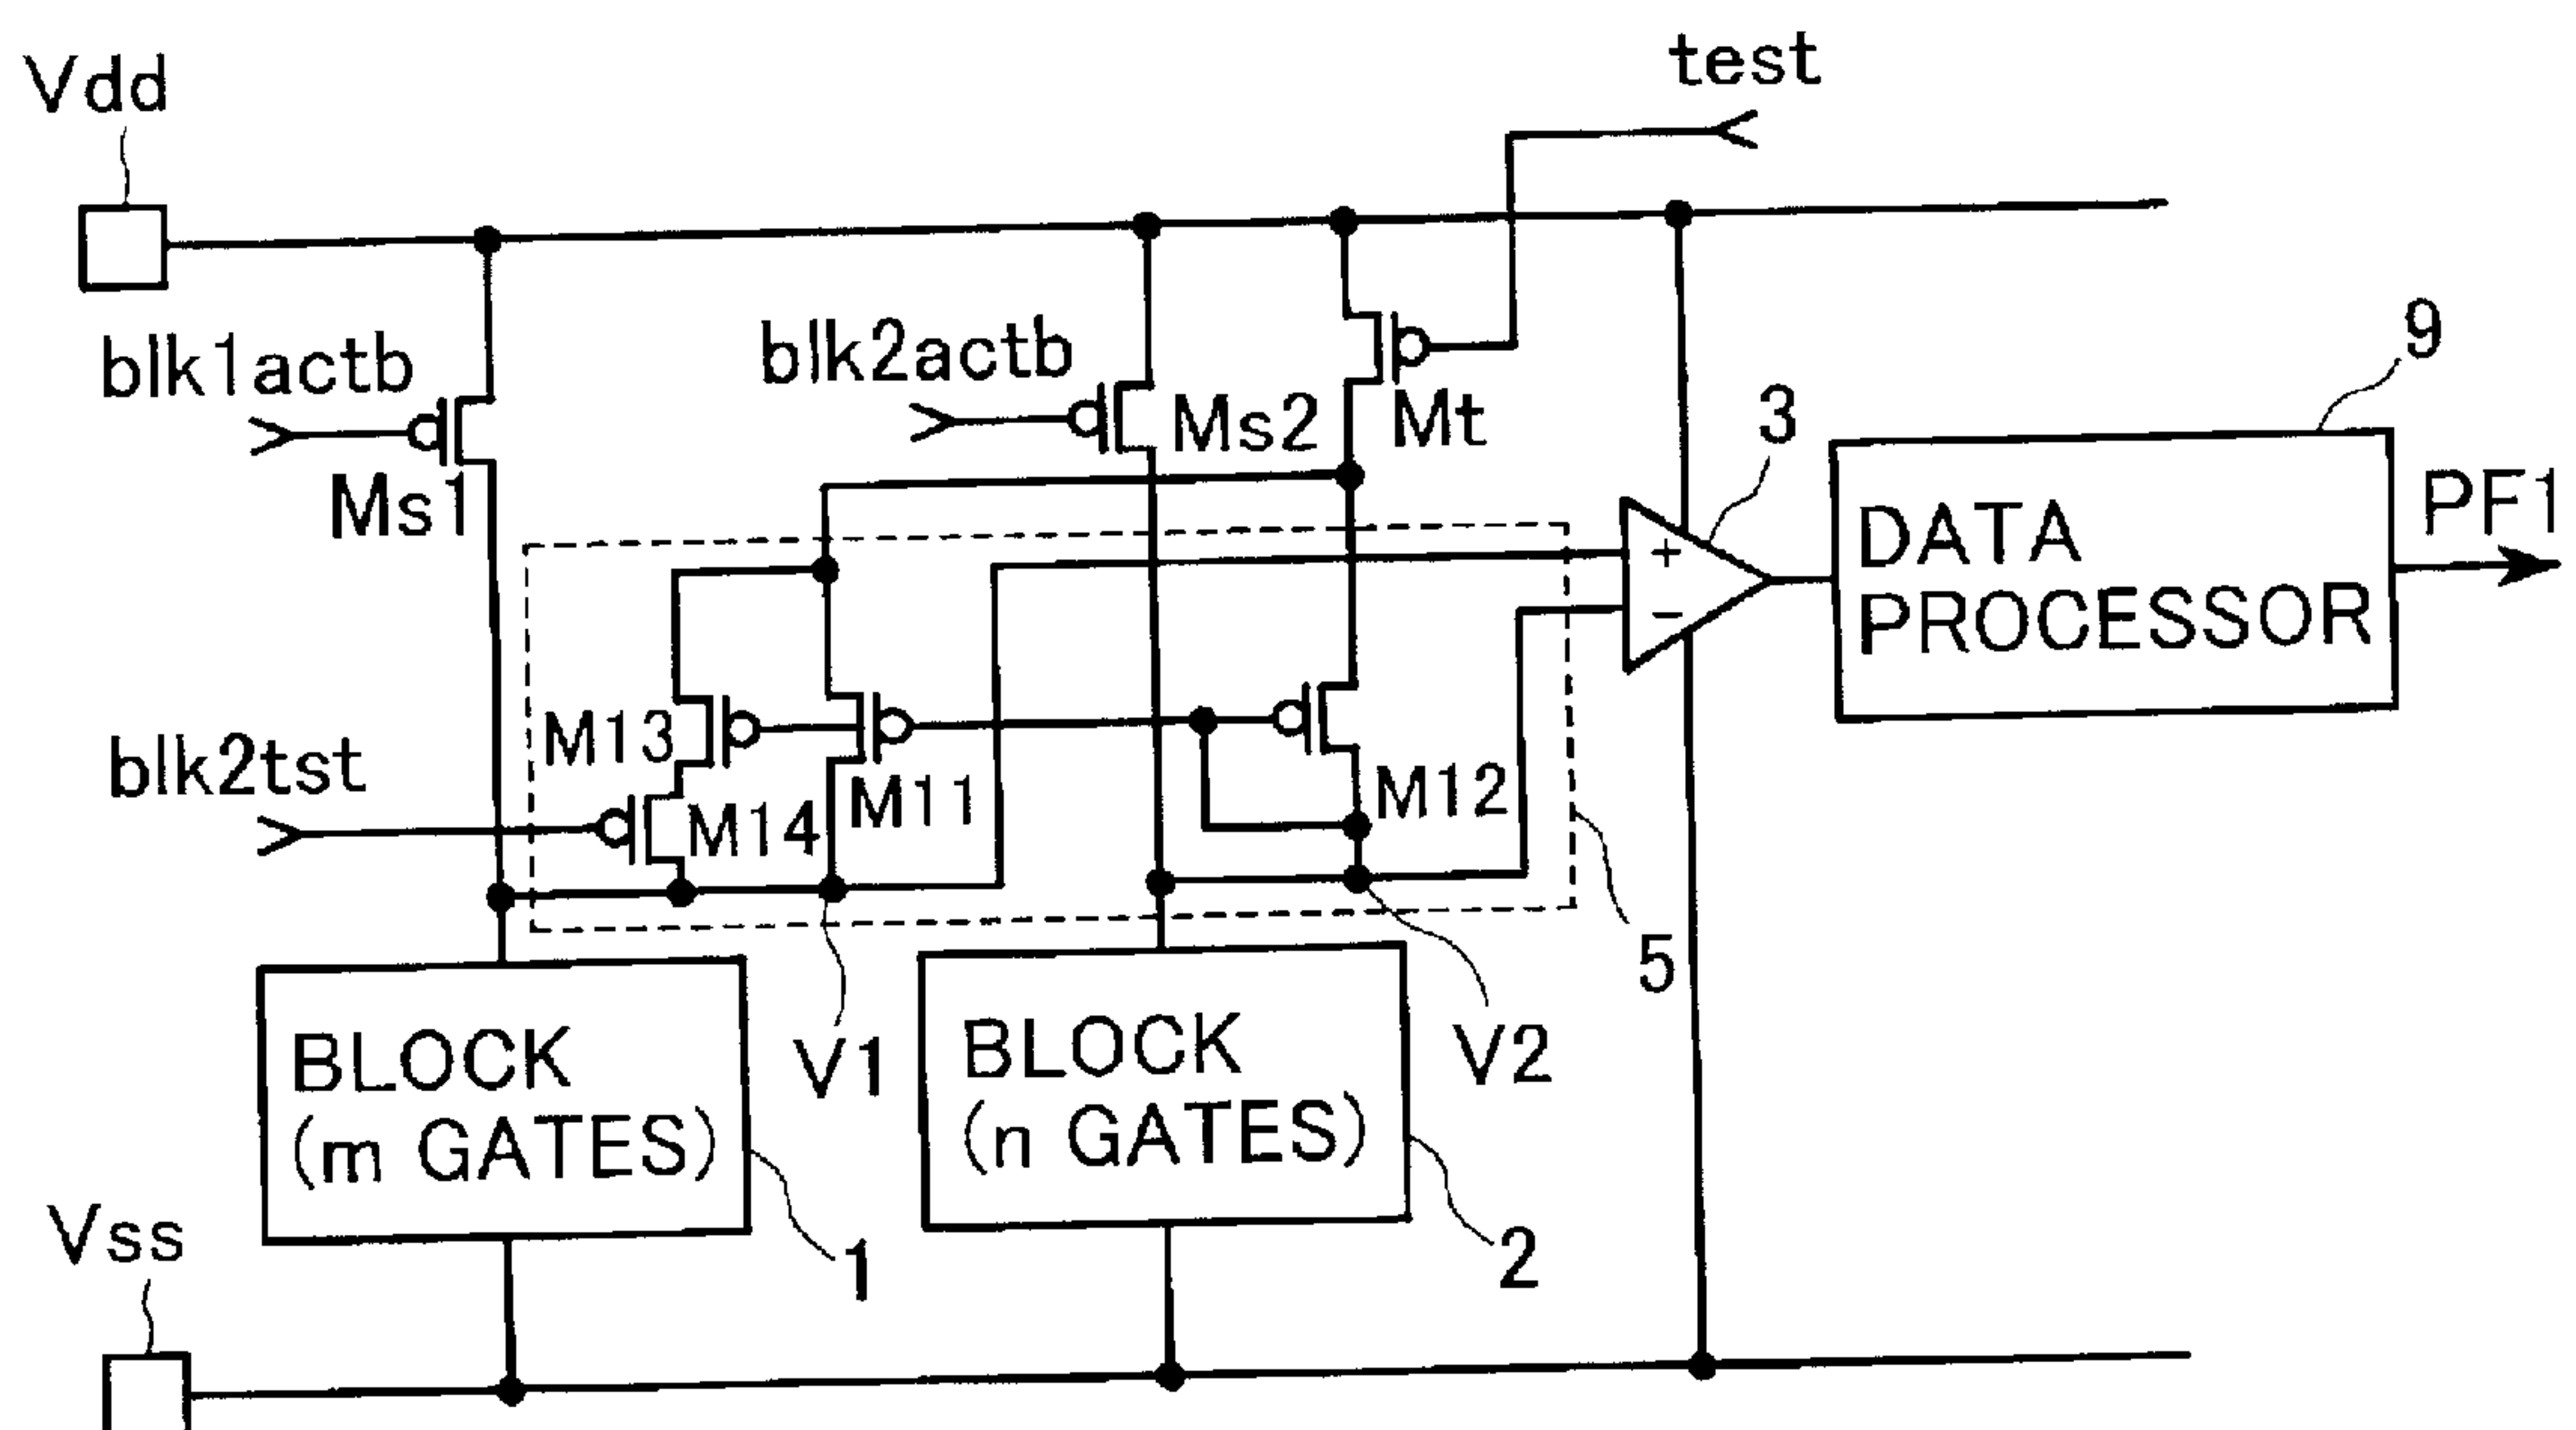 test
Vdd
blk1actb
blk2actb
Ms1
Ms2
Mt
3
9
+
−
DATA
PROCESSOR
PF1
M13
M11
M12
blk2tst
M14
5
BLOCK
(m GATES)
V1
BLOCK
(n GATES)
V2
1
2
Vss